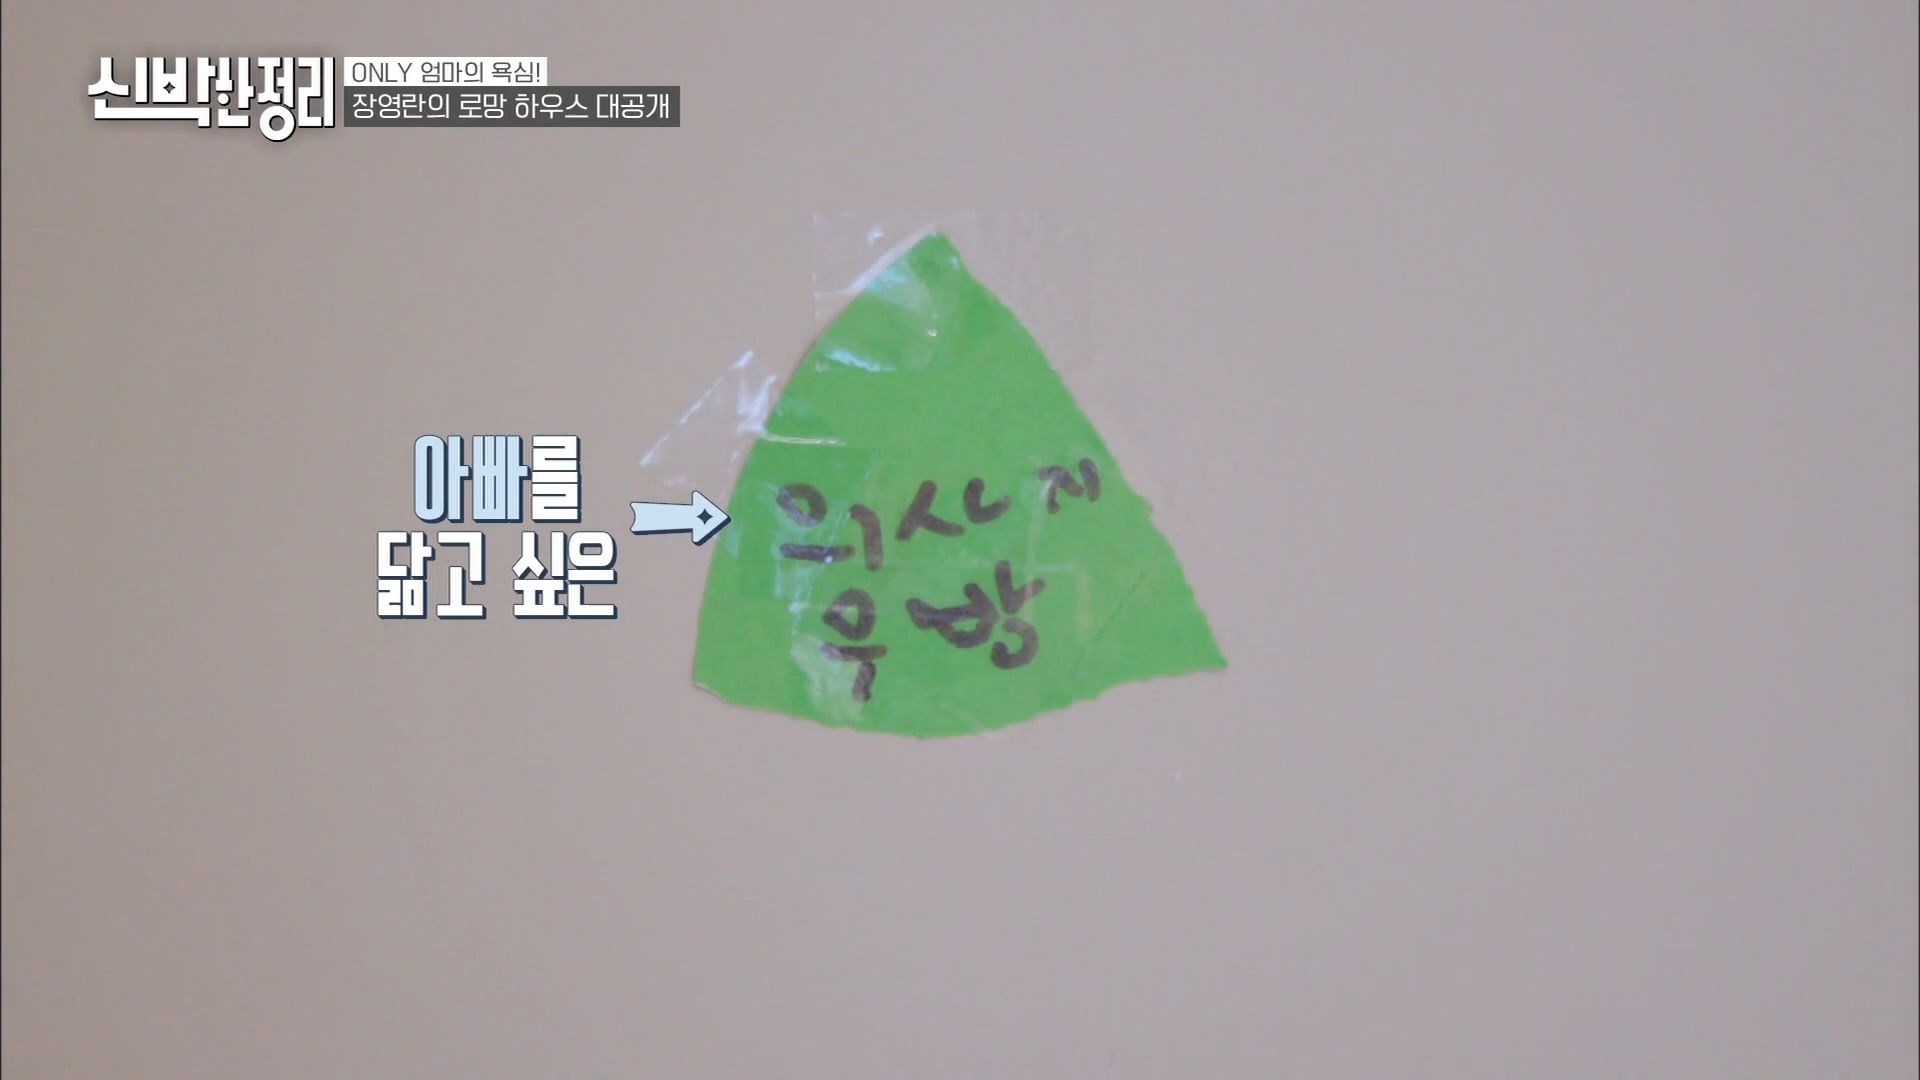 신박한 정리
ONLY 엄마의 욕심!
장영란의 로망 하우스 대공개
아빠를
닮고 싶은
의사 지
우 방